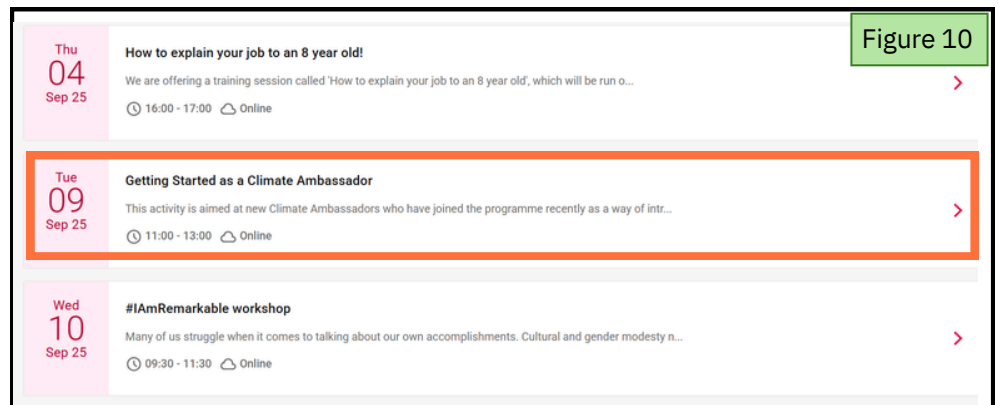 Figure 10
Thu
04
Sep 25
How to explain your job to an 8 year old!
We are offering a training session called 'How to explain your job to an 8 year old', which will be run o...
16:00 - 17:00 Online
Tue
09
Sep 25
Getting Started as a Climate Ambassador
This activity is aimed at new Climate Ambassadors who have joined the programme recently as a way of intr...
11:00 - 13:00 Online
Wed
10
Sep 25
#IAmRemarkable workshop
Many of us struggle when it comes to talking about our own accomplishments. Cultural and gender modesty n...
09:30 - 11:30 Online